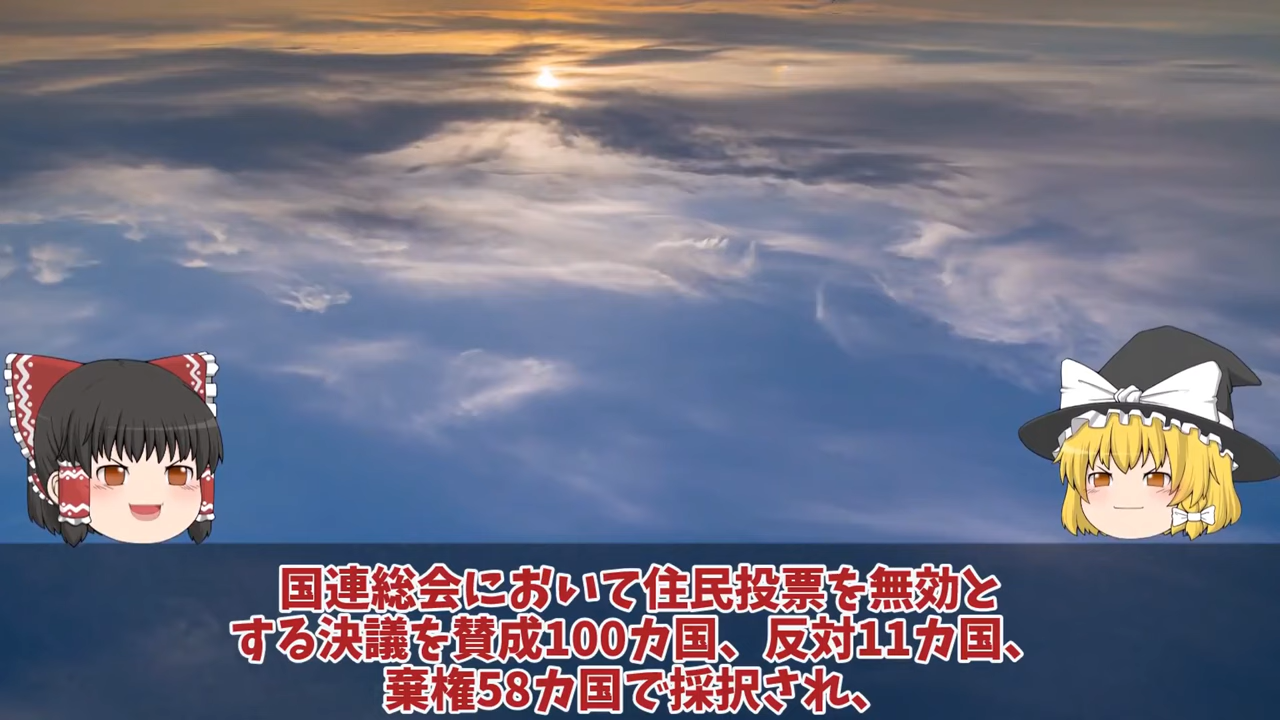 国連総会において住民投票を無効と
する決議を賛成100カ国、反対11カ国、
棄権58カ国で採択され、